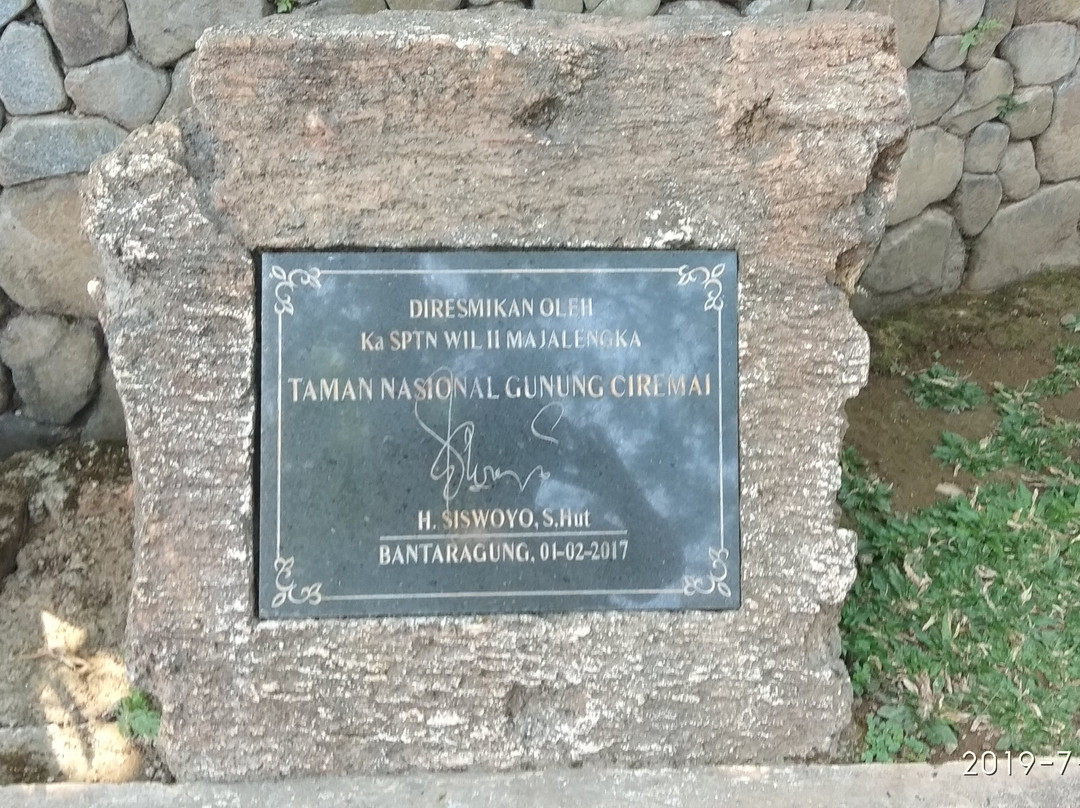 DIRESMIKAN OLEH
Ka SPTN WIL II MAJALENGKA
TAMAN NASIONAL GUNUNG CIREMAI
H. SISWOYO, S.Hut
BANTARAGUNG, 01-02-2017
2019-7-